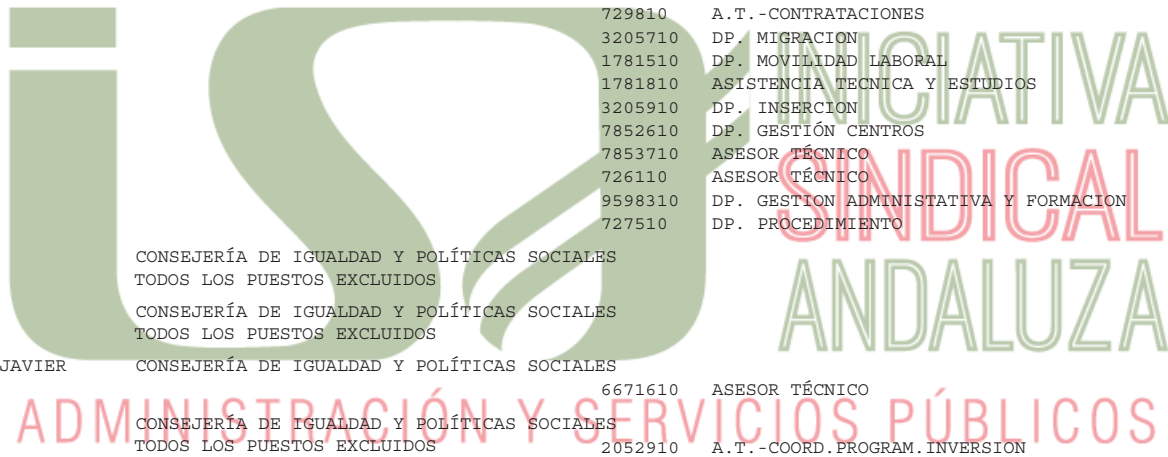 729810 A.T.-CONTRATACIONES
3205710 DP. MIGRACION
1781510 DP. MOVILIDAD LABORAL
1781810 ASISTENCIA TECNICA Y ESTUDIOS
3205910 DP. INSERCION
7852610 DP. GESTIÓN CENTROS
7853710 ASESOR TÉCNICO
726110 ASESOR TÉCNICO
9598310 DP. GESTION ADMINISTATIVA Y FORMACION
727510 DP. PROCEDIMIENTO
CONSEJERÍA DE IGUALDAD Y POLÍTICAS SOCIALES
TODOS LOS PUESTOS EXCLUIDOS
CONSEJERÍA DE IGUALDAD Y POLÍTICAS SOCIALES
TODOS LOS PUESTOS EXCLUIDOS
JAVIER CONSEJERÍA DE IGUALDAD Y POLÍTICAS SOCIALES
6671610 ASESOR TÉCNICO
CONSEJERÍA DE IGUALDAD Y POLÍTICAS SOCIALES
TODOS LOS PUESTOS EXCLUIDOS 2052910 A.T.-COORD.PROGRAM.INVERSION
isa
INICIATIVA
SINDICAL
ANDALUZA
ADMINISTRACIÓN Y SERVICIOS PÚBLICOS